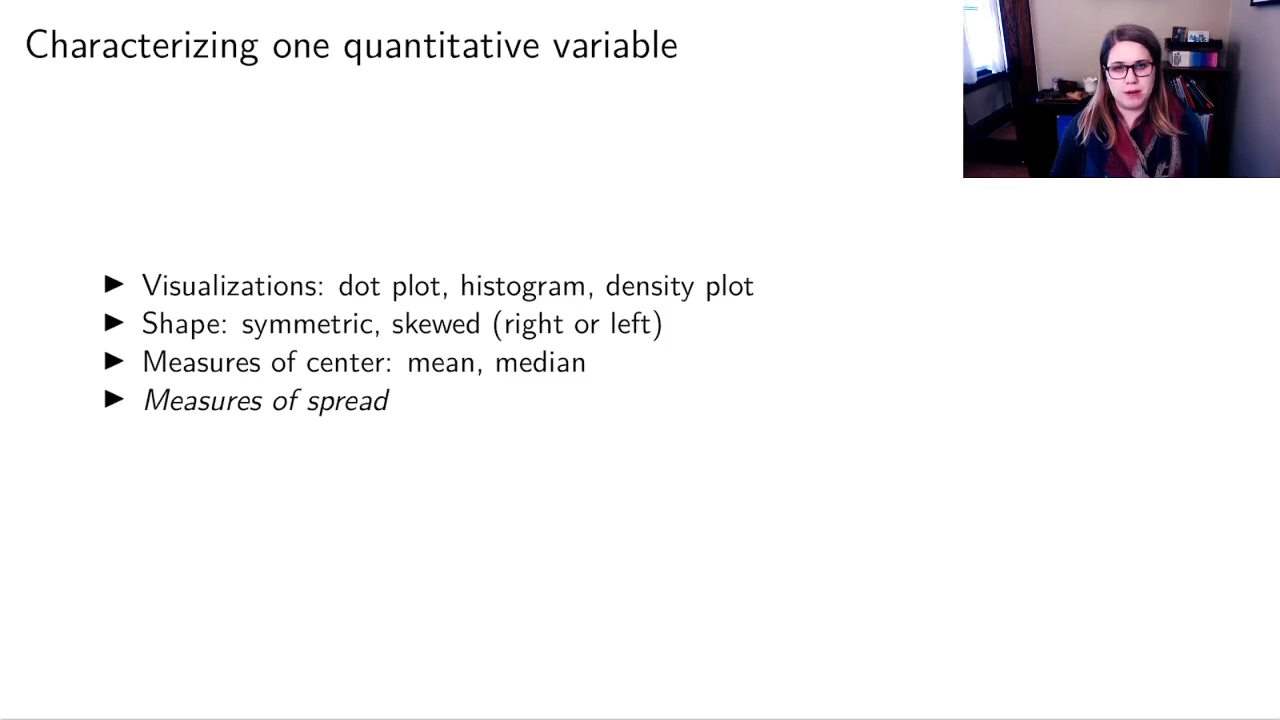 Characterizing one quantitative variable
▶ Visualizations: dot plot, histogram, density plot
▶ Shape: symmetric, skewed (right or left)
▶ Measures of center: mean, median
▶ Measures of spread